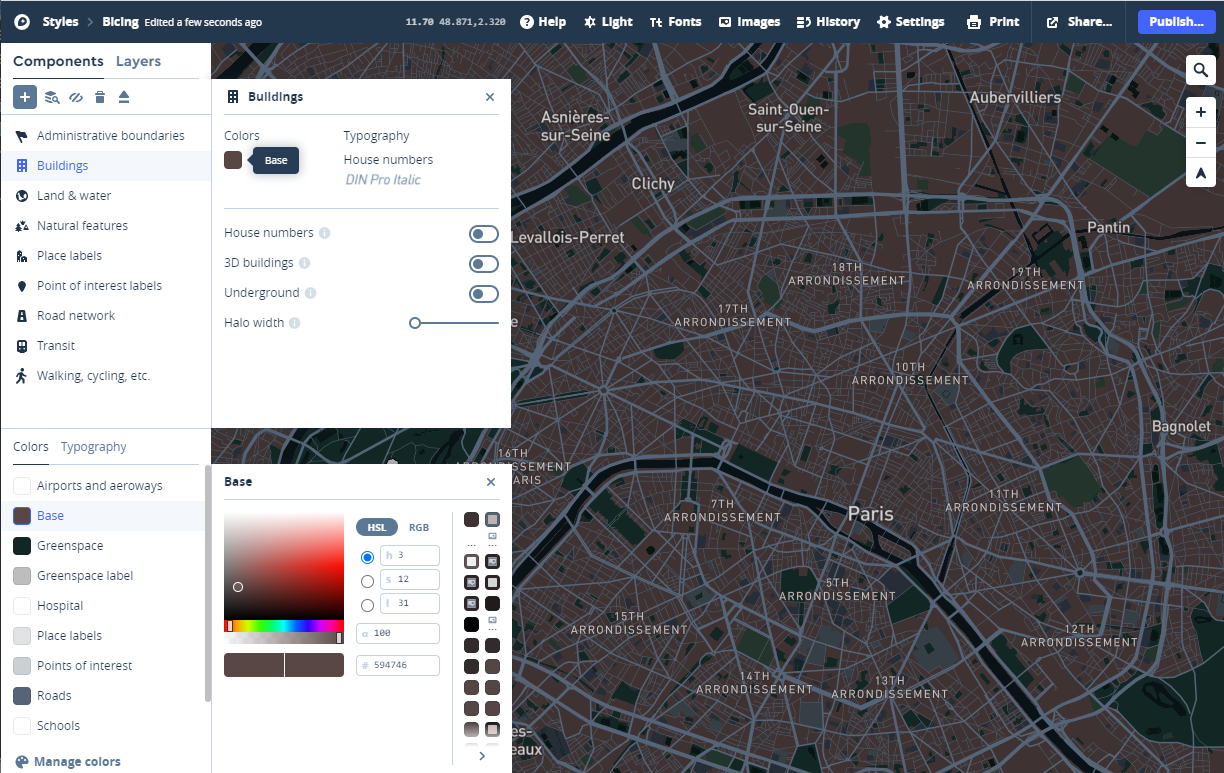 Styles Bicing Edited a few seconds ago 11.70 48.871,2.320 Help Light Fonts Images History Settings Print Share... Publish...
Components Layers
Administrative boundaries
Buildings
Land & water
Natural features
Place labels
Point of interest labels
Road network
Transit
Walking, cycling, etc.
Buildings
Colors Typography
Base House numbers
DIN Pro Italic
House numbers
3D buildings
Underground
Halo width
Colors Typography
Airports and aeroways
Base
Greenspace
Greenspace label
Hospital
Place labels
Points of interest
Roads
Schools
Manage colors
Base
HSL RGB
h 3
s 12
l 31
α 100
# 594746
Asnières-
sur-Seine
Saint-Ouen-
sur-Seine
Aubervilliers
Clichy
Pantin
Levallois-Perret
18TH
ARRONDISSEMENT
19TH
ARRONDISSEMENT
17TH
ARRONDISSEMENT
e
10TH
ARRONDISSEMENT
Bagnolet
16TH
ARRONDISSEMENT
ARIS
7TH
ARRONDISSEMENT
11TH
ARRONDISSEMENT
Paris
5TH
ARRONDISSEMENT
15TH
ARRONDISSEMENT
12TH
ARRONDISSEMENT
14TH
ARRONDISSEMENT
13TH
ARRONDISSEMENT
es-
eaux